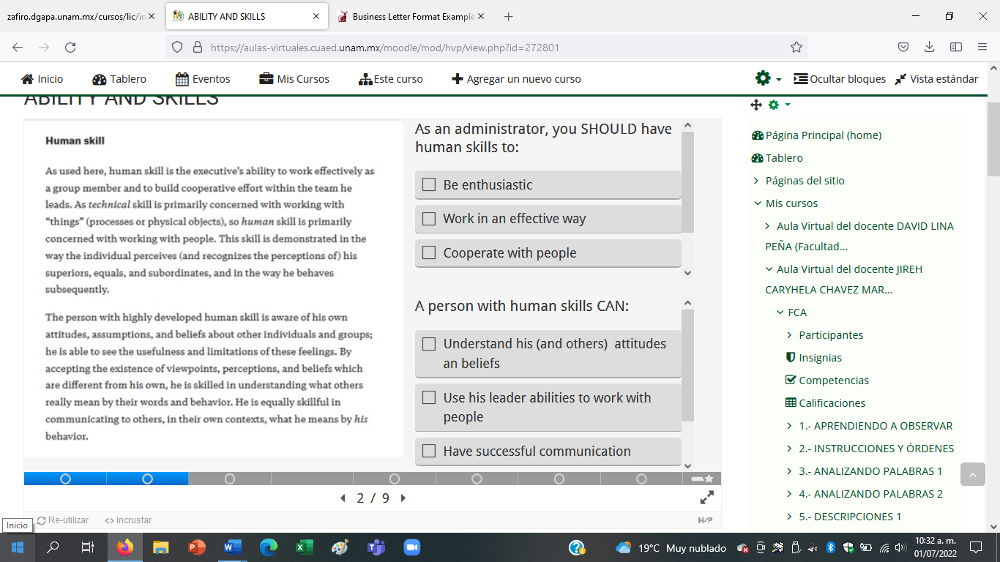 zafiro.dgapa.unam.mx/cursos/lic/in
ABILITY AND SKILLS
Business Letter Format Example
https://aulas-virtuales.cuaed.unam.mx/moodle/mod/hvp/view.php?id=272801
Inicio
Tablero
Eventos
Mis Cursos
Este curso
Agregar un nuevo curso
Ocultar bloques
Vista estándar
ABILITY AND SKILLS
Human skill
As used here, human skill is the executive's ability to work effectively as
a group member and to build cooperative effort within the team he
leads. As technical skill is primarily concerned with working with
“things” (processes or physical objects), so human skill is primarily
concerned with working with people. This skill is demonstrated in the
way the individual perceives (and recognizes the perceptions of) his
superiors, equals, and subordinates, and in the way he behaves
subsequently.
The person with highly developed human skill is aware of his own
attitudes, assumptions, and beliefs about other individuals and groups;
he is able to see the usefulness and limitations of these feelings. By
accepting the existence of viewpoints, perceptions, and beliefs which
are different from his own, he is skilled in understanding what others
really mean by their words and behavior. He is equally skillful in
communicating to others, in their own contexts, what he means by his
behavior.
As an administrator, you SHOULD have
human skills to:
Be enthusiastic
Work in an effective way
Cooperate with people
A person with human skills CAN:
Understand his (and others) attitudes
an beliefs
Use his leader abilities to work with
people
Have successful communication
2 / 9
Re-utilizar
Incrustar
H-P
Página Principal (home)
Tablero
Páginas del sitio
Mis cursos
Aula Virtual del docente DAVID LINA
PEÑA (Facultad...
Aula Virtual del docente JIREH
CARYHELA CHAVEZ MAR...
FCA
Participantes
Insignias
Competencias
Calificaciones
1.- APRENDIENDO A OBSERVAR
2.- INSTRUCCIONES Y ÓRDENES
3.- ANALIZANDO PALABRAS 1
4.- ANALIZANDO PALABRAS 2
5.- DESCRIPCIONES 1
Inicio
19°C Muy nublado
10:32 a. m.
01/07/2022